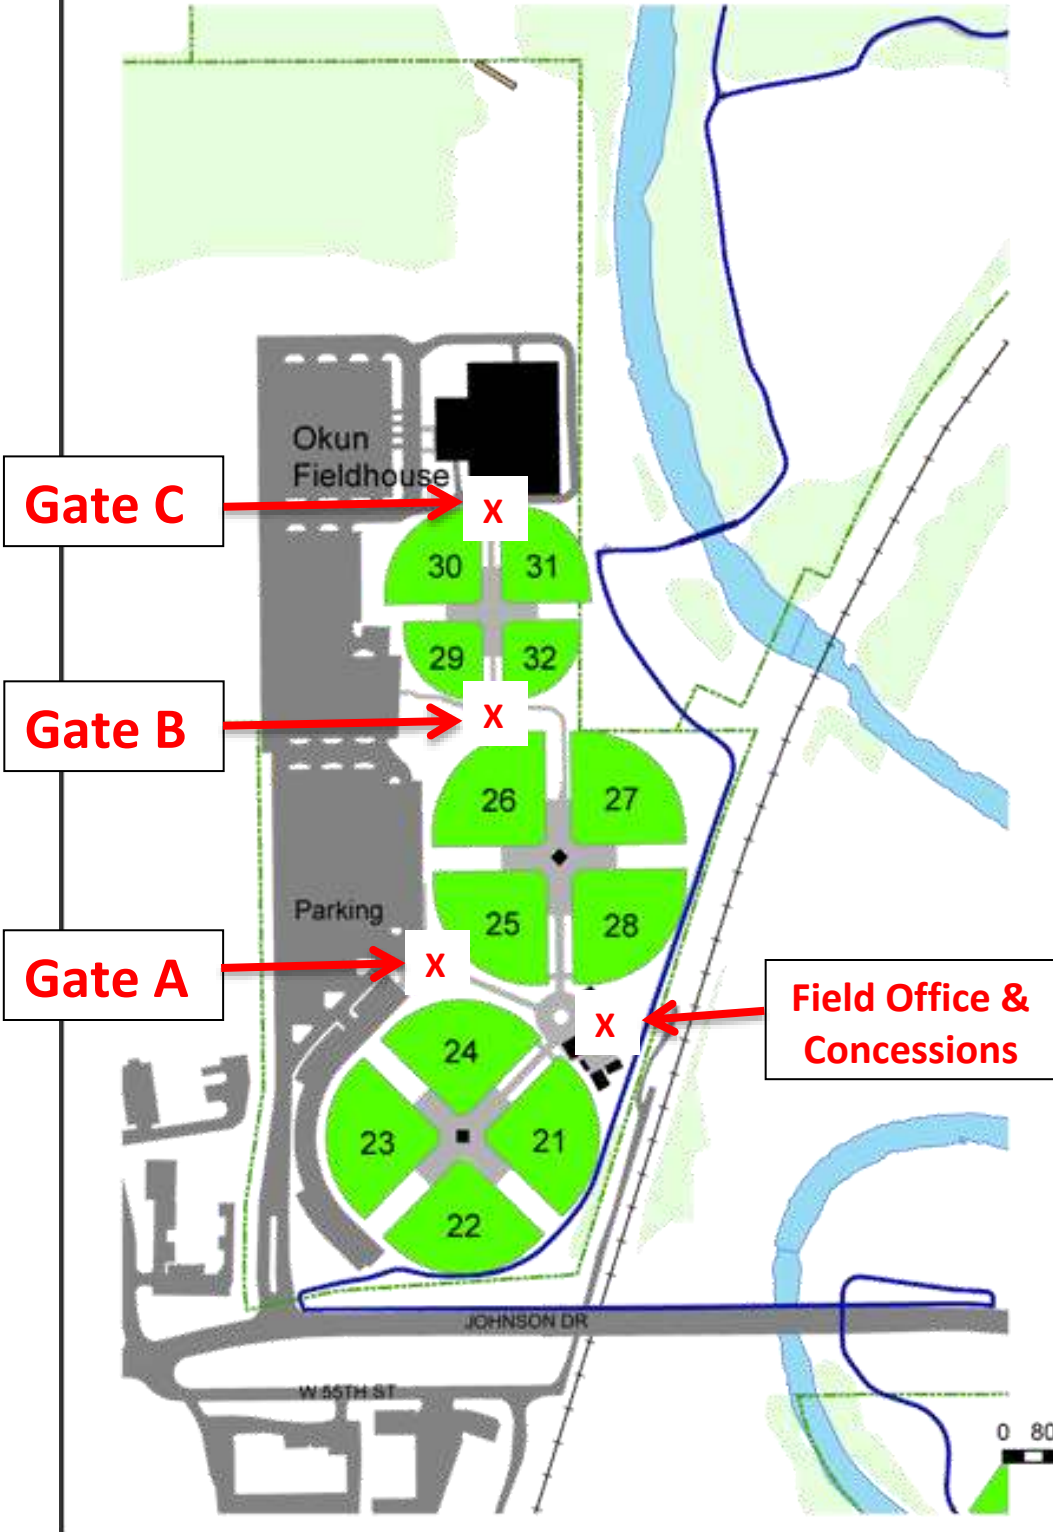 Okun
Fieldhouse
Gate C
X
30
31
29
32
Gate B
X
26
27
25
28
Parking
Gate A
X
Field Office &
Concessions
X
24
23
21
22
JOHNSON DR
W 55TH ST
0 80